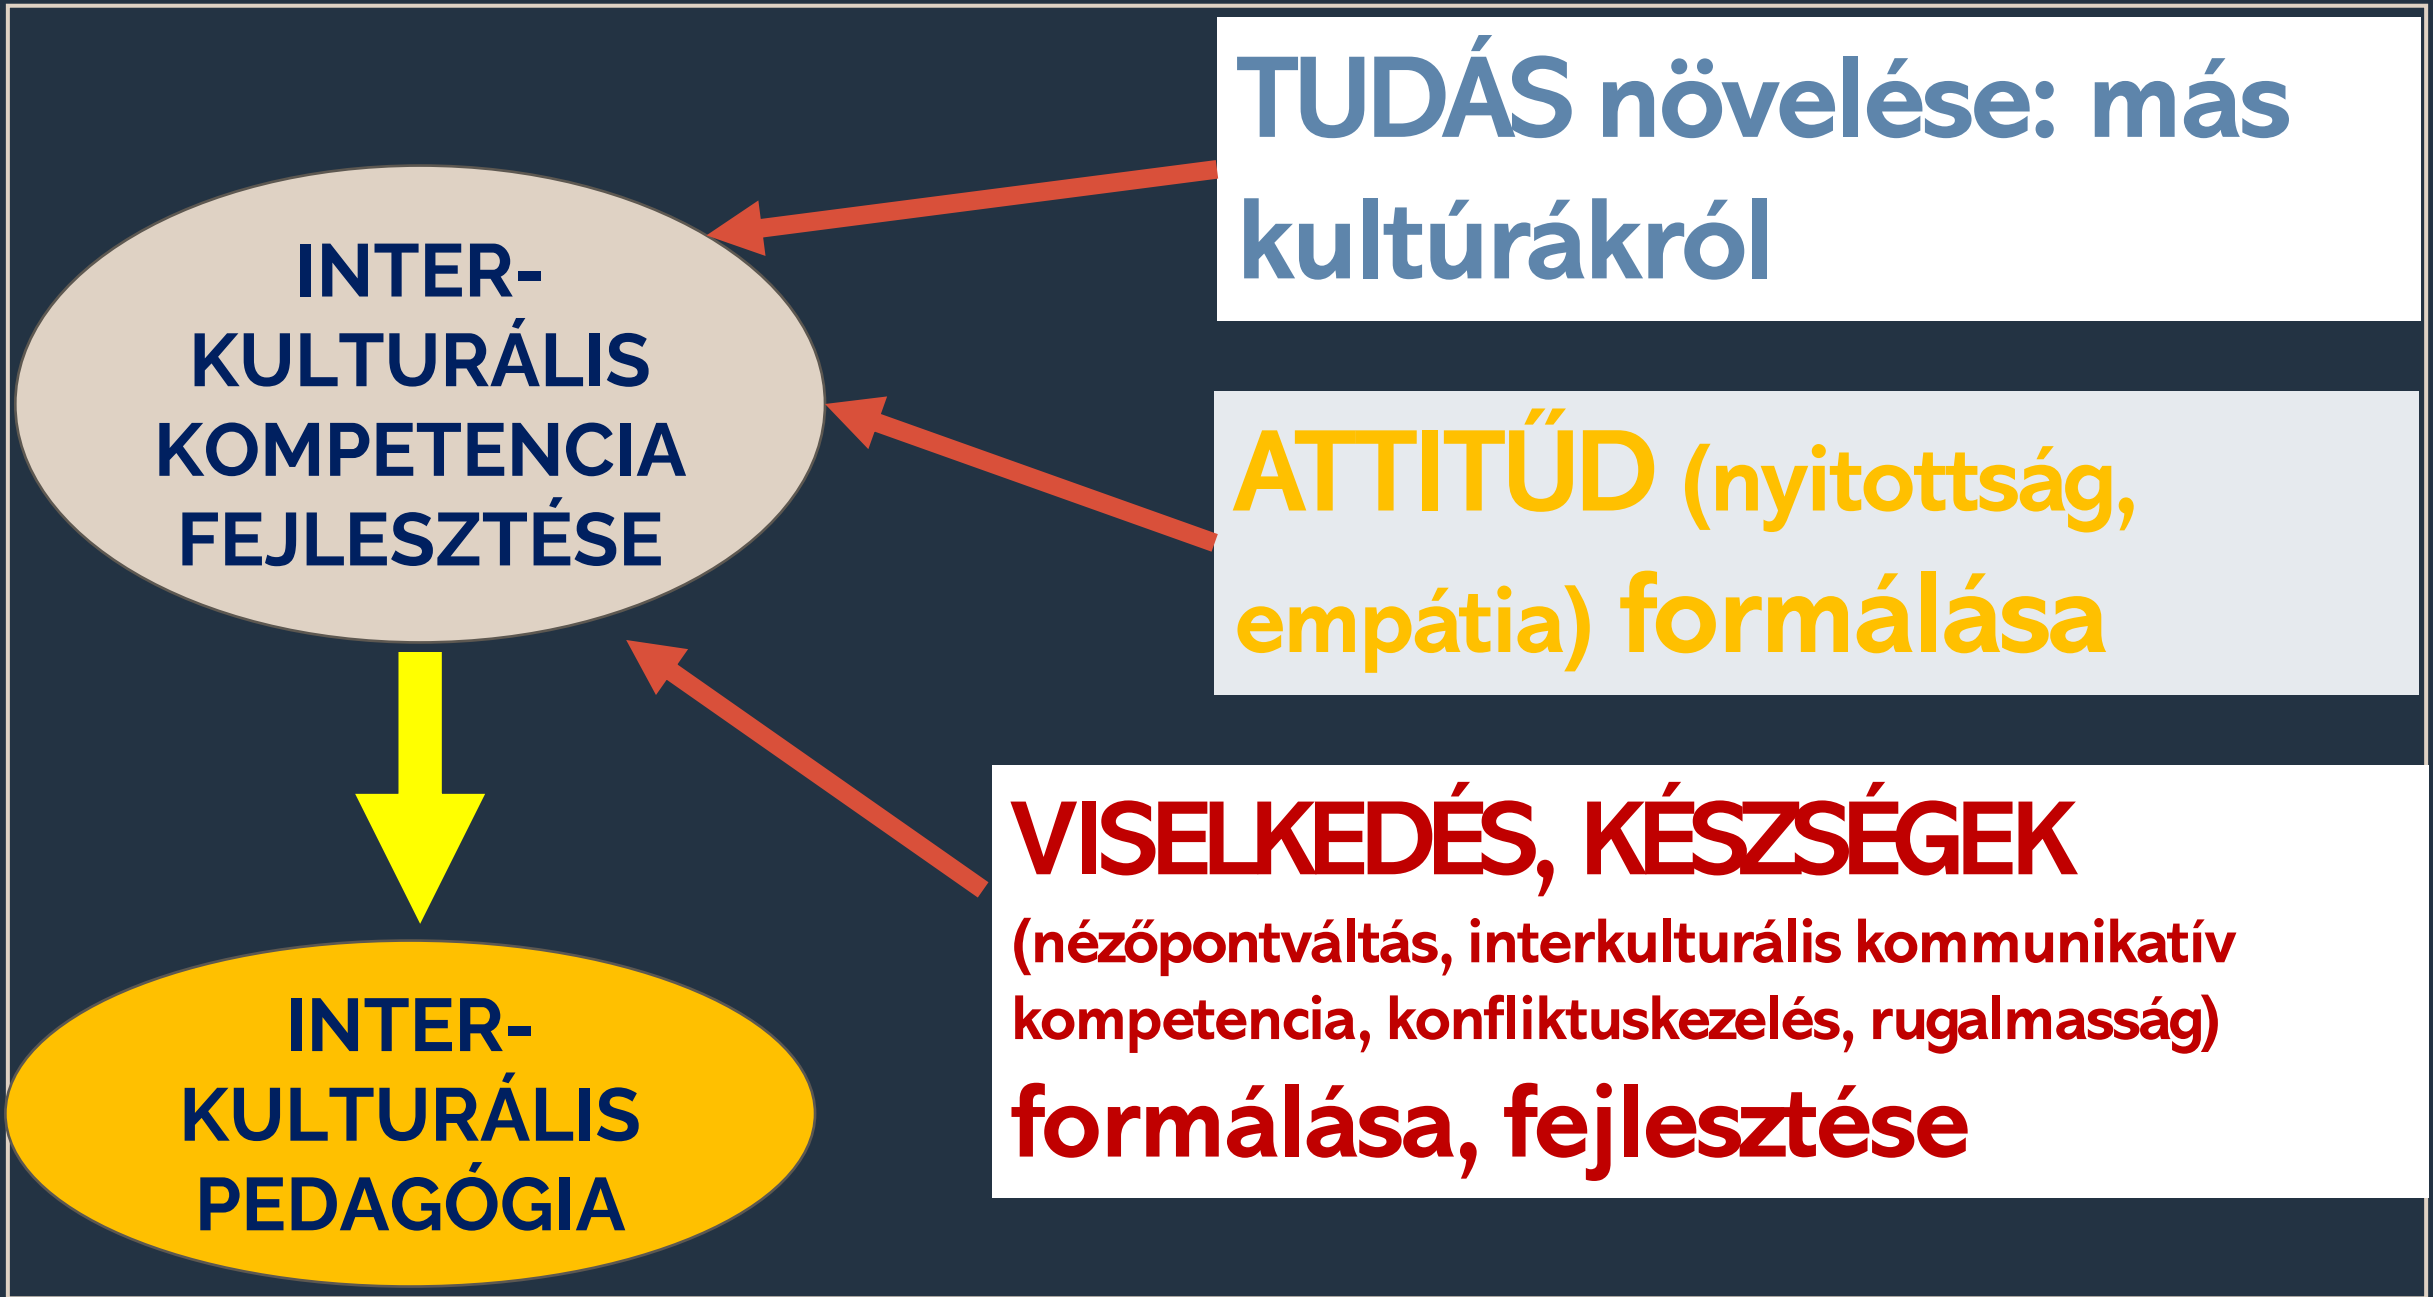 INTER-
KULTURÁLIS
KOMPETENCIA
FEJLESZTÉSE
TUDÁS növelése: más
kultúrákról
ATTITŰD (nyitottság,
empátia) formálása
VISELKEDÉS, KÉSZSÉGEK
(nézőpontváltás, interkulturális kommunikatív
kompetencia, konfliktuskezelés, rugalmasság)
formálása, fejlesztése
INTER-
KULTURÁLIS
PEDAGÓGIA